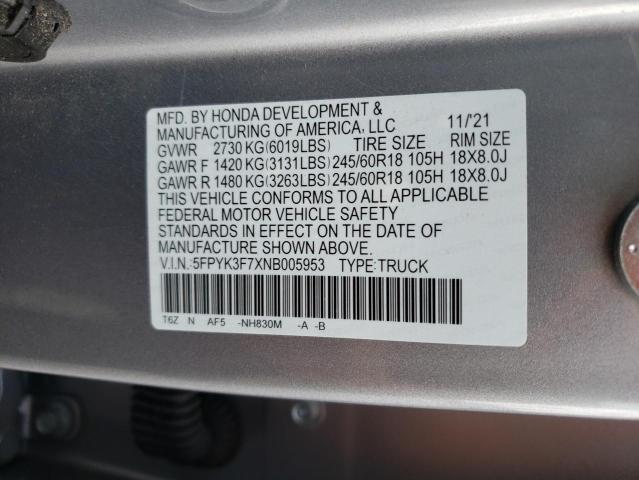 MFD. BY HONDA DEVELOPMENT &
MANUFACTURING OF AMERICA, LLC 11/'21
GVWR 2730 KG(6019LBS) TIRE SIZE RIM SIZE
GAWR F 1420 KG(3131LBS) 245/60R18 105H 18X8.0J
GAWR R 1480 KG(3263LBS) 245/60R18 105H 18X8.0J
THIS VEHICLE CONFORMS TO ALL APPLICABLE
FEDERAL MOTOR VEHICLE SAFETY
STANDARDS IN EFFECT ON THE DATE OF
MANUFACTURE SHOWN ABOVE.
V.I.N.:5FPYK3F7XNB005953 TYPE:TRUCK
T6Z N AF5 -NH830M -A -B